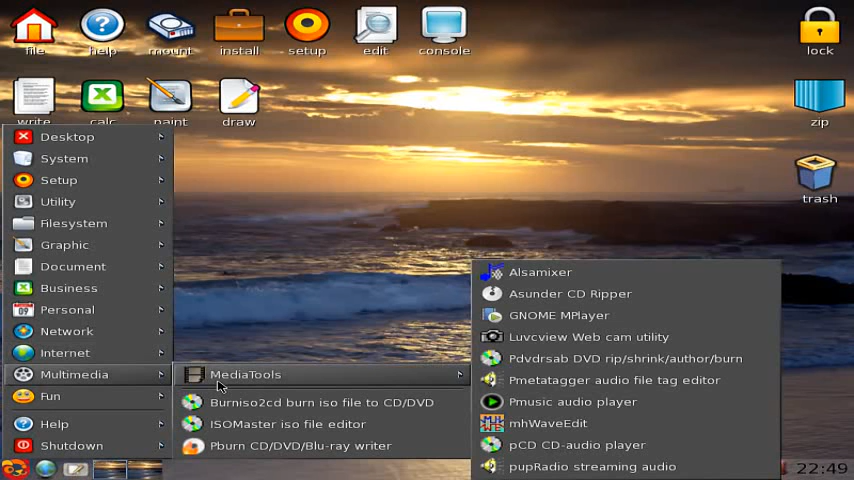 file help mount install setup edit console lock
write calc paint draw zip
trash
Desktop
System
Setup
Utility
Filesystem
Graphic
Document
Business
Personal
09
Network
Internet
Multimedia
Fun
Help
Shutdown
MediaTools
Burniso2cd burn iso file to CD/DVD
ISOMaster iso file editor
Pburn CD/DVD/Blu-ray writer
Alsamixer
Asunder CD Ripper
GNOME MPlayer
Luvcview Web cam utility
Pdvdrsab DVD rip/shrink/author/burn
Pmetatagger audio file tag editor
Pmusic audio player
mhWaveEdit
pCD CD-audio player
pupRadio streaming audio
22:49